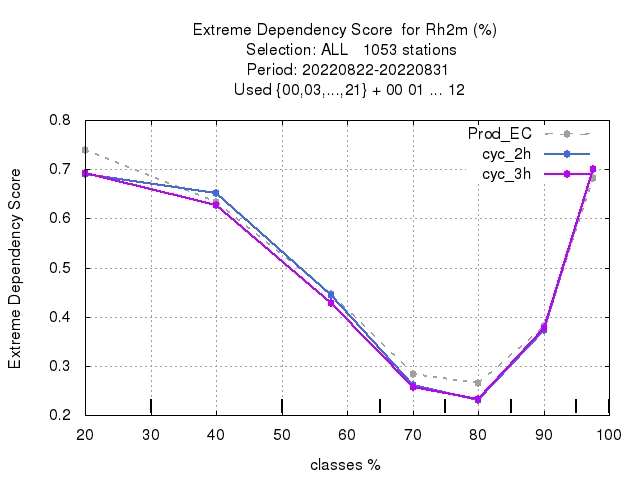 Extreme Dependency Score  for Rh2m (%)
Selection: ALL   1053 stations
Period: 20220822-20220831
Used {00,03,...,21} + 00 01 ... 12
Prod_EC
cyc_2h
cyc_3h
Extreme Dependency Score
0.8
0.7
0.6
0.5
0.4
0.3
0.2
20 30 40 50 60 70 80 90 100
classes %